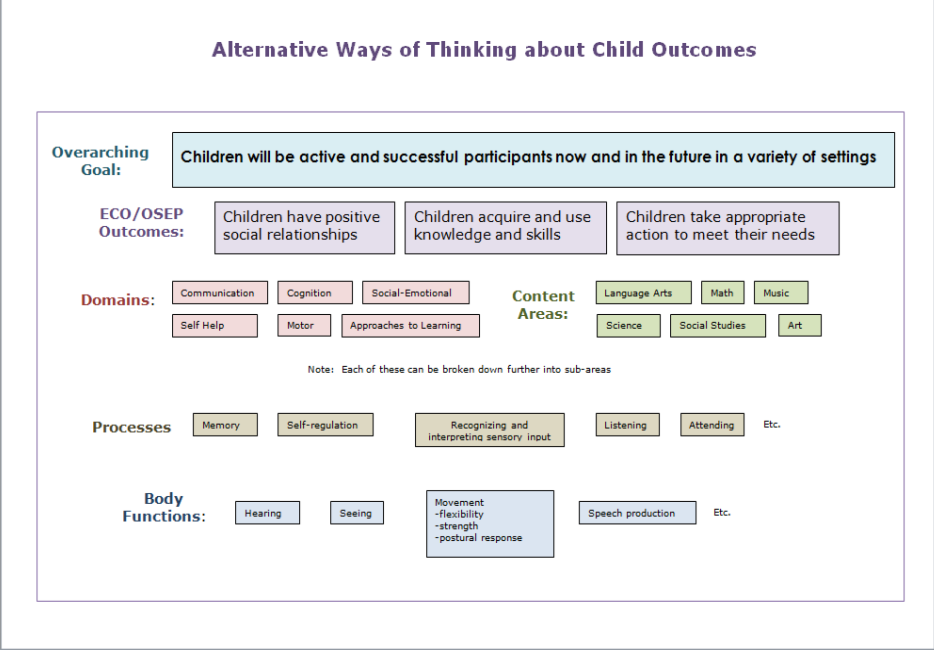 Alternative Ways of Thinking about Child Outcomes
Overarching
Goal:
Children will be active and successful participants now and in the future in a variety of settings
ECO/OSEP
Outcomes:
Children have positive
social relationships
Children acquire and use
knowledge and skills
Children take appropriate
action to meet their needs
Domains:
Communication
Cognition
Social-Emotional
Self Help
Motor
Approaches to Learning
Content
Areas:
Language Arts
Math
Music
Science
Social Studies
Art
Note: Each of these can be broken down further into sub-areas
Processes
Memory
Self-regulation
Recognizing and
interpreting sensory input
Listening
Attending
Etc.
Body
Functions:
Hearing
Seeing
Movement
-flexibility
-strength
-postural response
Speech production
Etc.